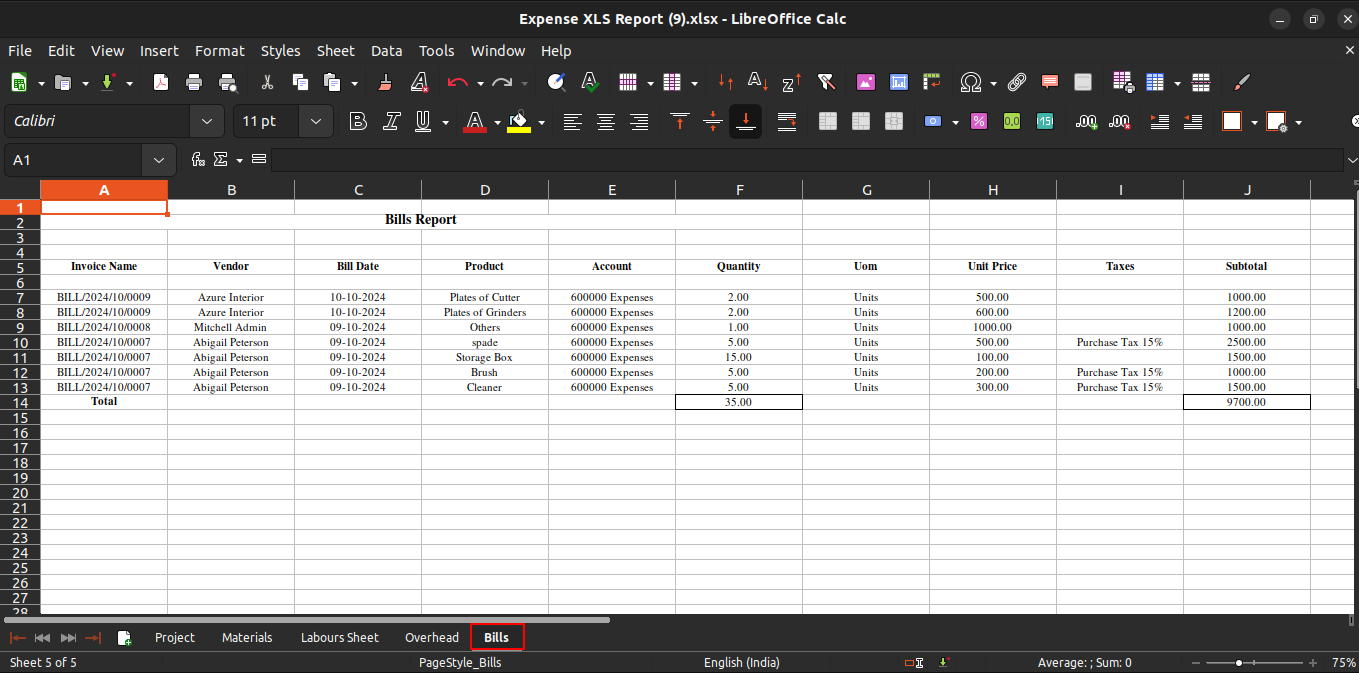 Expense XLS Report (9).xlsx - LibreOffice Calc
File Edit View Insert Format Styles Sheet Data Tools Window Help
Calibri 11 pt
A1
A B C D E F G H I J
1
2 Bills Report
3
4
5 Invoice Name Vendor Bill Date Product Account Quantity Uom Unit Price Taxes Subtotal
6
7 BILL/2024/10/0009 Azure Interior 10-10-2024 Plates of Cutter 600000 Expenses 2.00 Units 500.00 1000.00
8 BILL/2024/10/0009 Azure Interior 10-10-2024 Plates of Grinders 600000 Expenses 2.00 Units 600.00 1200.00
9 BILL/2024/10/0008 Mitchell Admin 09-10-2024 Others 600000 Expenses 1.00 Units 1000.00 1000.00
10 BILL/2024/10/0007 Abigail Peterson 09-10-2024 spade 600000 Expenses 5.00 Units 500.00 Purchase Tax 15% 2500.00
11 BILL/2024/10/0007 Abigail Peterson 09-10-2024 Storage Box 600000 Expenses 15.00 Units 100.00 1500.00
12 BILL/2024/10/0007 Abigail Peterson 09-10-2024 Brush 600000 Expenses 5.00 Units 200.00 Purchase Tax 15% 1000.00
13 BILL/2024/10/0007 Abigail Peterson 09-10-2024 Cleaner 600000 Expenses 5.00 Units 300.00 Purchase Tax 15% 1500.00
14 Total 35.00 9700.00
15
16
17
18
19
20
21
22
23
24
25
26
27
28
Project Materials Labours Sheet Overhead Bills
Sheet 5 of 5 PageStyle_Bills English (India) Average: ; Sum: 0 75%